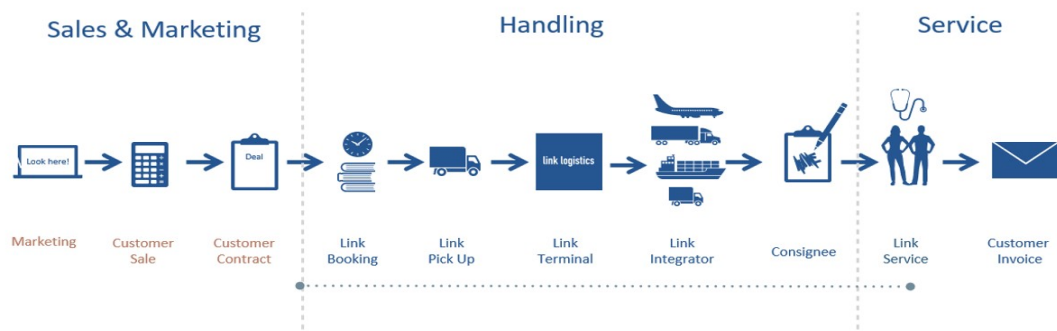 Sales & Marketing
Handling
Service
Look here!
Deal
link logistics
Marketing
Customer
Sale
Customer
Contract
Link
Booking
Link
Pick Up
Link
Terminal
Link
Integrator
Consignee
Link
Service
Customer
Invoice